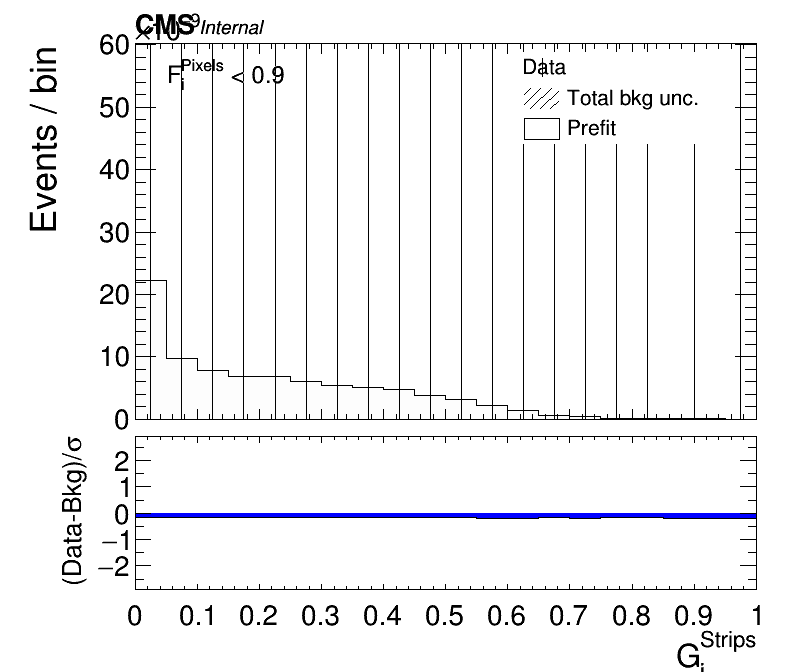 CMS Internal
×10⁻⁹
F_i^Pixels < 0.9
Data
Total bkg unc.
Prefit
Events / bin
60
50
40
30
20
10
0
(Data-Bkg)/σ
2
1
0
−1
−2
0 0.1 0.2 0.3 0.4 0.5 0.6 0.7 0.8 0.9 1
G_i^Strips